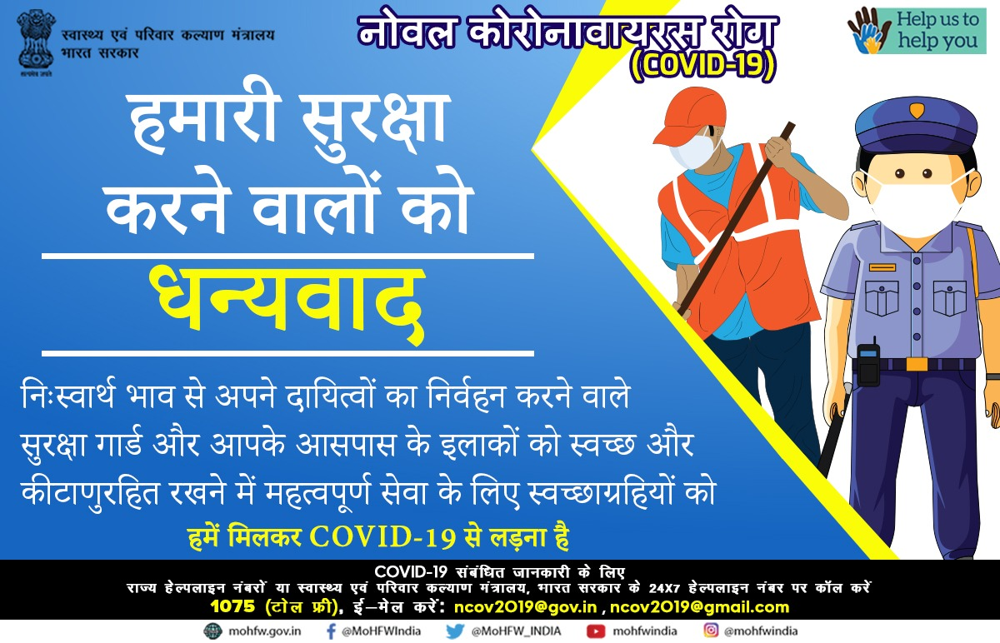 स्वास्थ्य एवं परिवार कल्याण मंत्रालय
भारत सरकार
सत्यमेव जयते
नोवल कोरोनावायरस रोग
(COVID-19)
Help us to
help you
हमारी सुरक्षा
करने वालों को
धन्यवाद
निःस्वार्थ भाव से अपने दायित्वों का निर्वहन करने वाले
सुरक्षा गार्ड और आपके आसपास के इलाकों को स्वच्छ और
कीटाणुरहित रखने में महत्वपूर्ण सेवा के लिए स्वच्छाग्रहियों को
हमें मिलकर COVID-19 से लड़ना है
COVID-19 संबंधित जानकारी के लिए
राज्य हेल्पलाइन नंबरों या स्वास्थ्य एवं परिवार कल्याण मंत्रालय, भारत सरकार के 24X7 हेल्पलाइन नंबर पर कॉल करें
1075 (टोल फ्री), ई-मेल करें: ncov2019@gov.in , ncov2019@gmail.com
mohfw.gov.in @MoHFWIndia @MoHFW_INDIA mohfwindia @mohfwindia